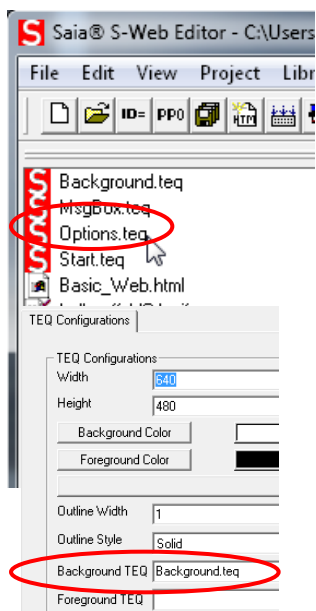 S Saia® S-Web Editor - C:\Users
File Edit View Project Libr
ID= PPO HTM
Background.teq
MsgBox.teq
Options.teq
Start.teq
Basic_Web.html
TEQ Configurations
TEQ Configurations
Width 640
Height 480
Background Color
Foreground Color
Outline Width 1
Outline Style Solid
Background TEQ Background.teq
Foreground TEQ